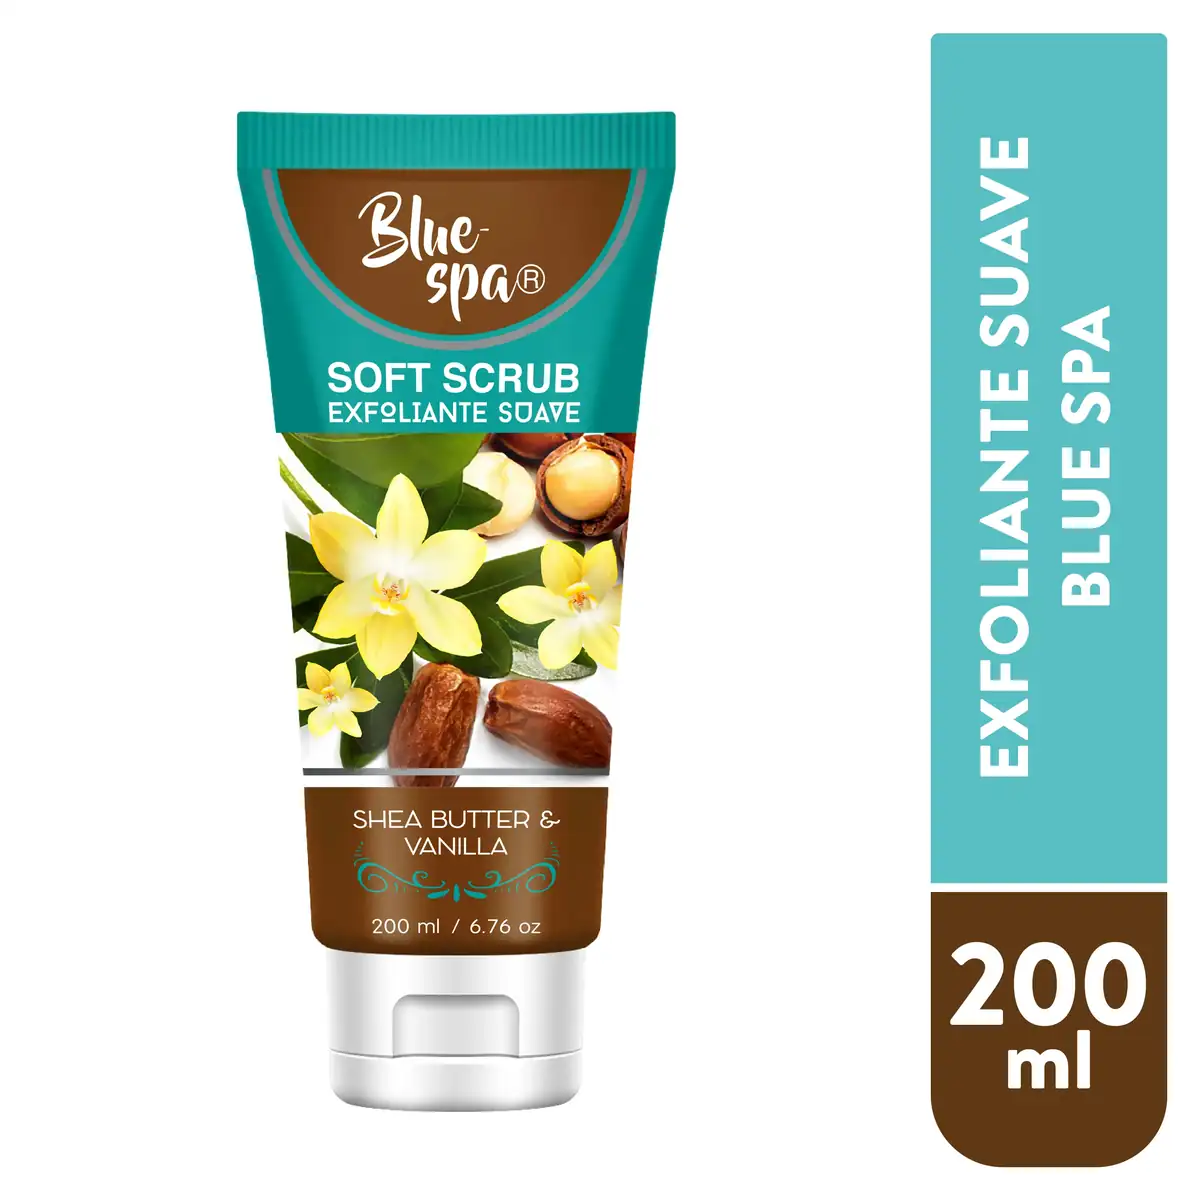 Blue-
spa®
SOFT SCRUB
EXFOLIANTE SUAVE
SHEA BUTTER &
VANILLA
200 ml / 6.76 oz
EXFOLIANTE SUAVE
BLUE SPA
200
ml